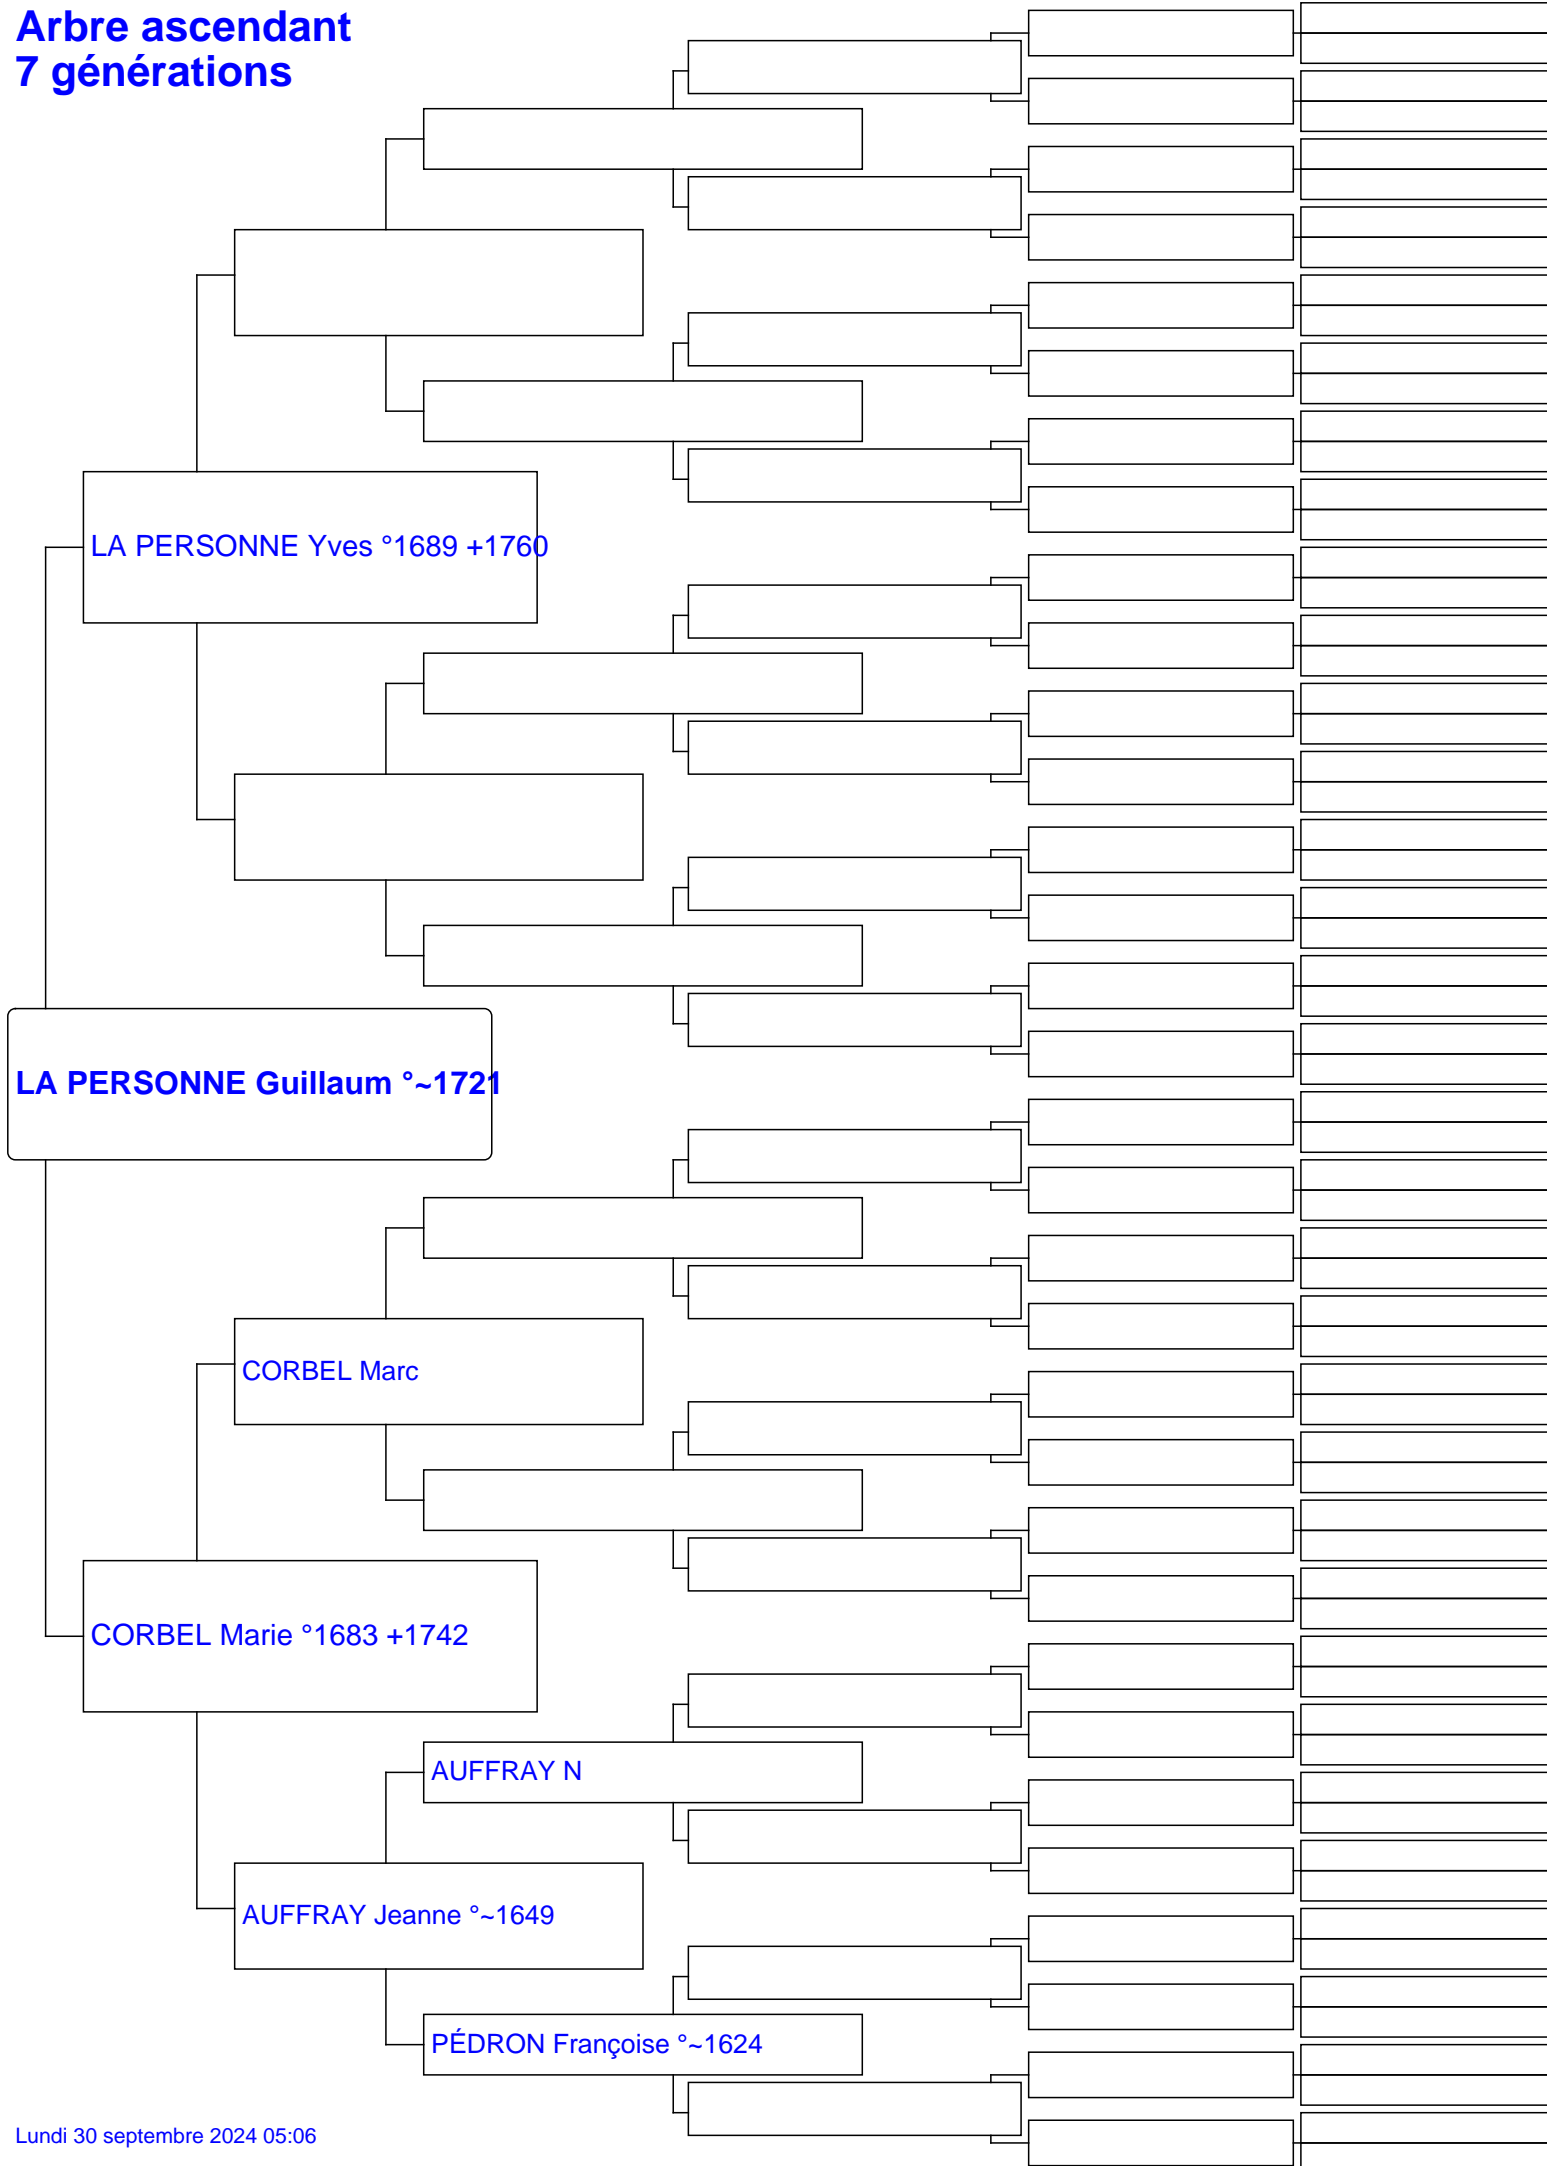 Arbre ascendant
7 générations
LA PERSONNE Yves °1689 +1760
LA PERSONNE Guillaum °~1721
CORBEL Marc
CORBEL Marie °1683 +1742
AUFFRAY N
AUFFRAY Jeanne °~1649
PÉDRON Françoise °~1624
Lundi 30 septembre 2024 05:06